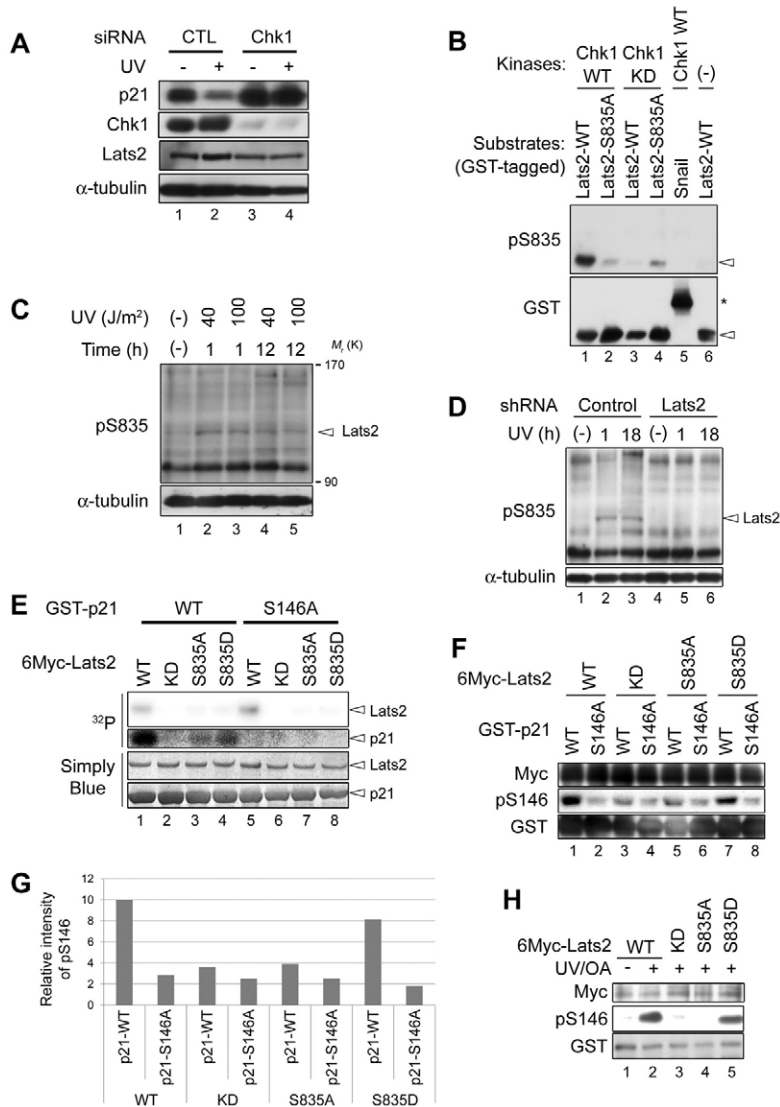 A
siRNA CTL Chk1
UV - + - +
p21
Chk1
Lats2
α-tubulin
1 2 3 4
B
Kinases: Chk1 WT Chk1 KD Chk1 WT (-)
Substrates: (GST-tagged) Lats2-WT Lats2-S835A Lats2-WT Lats2-S835A Snail Lats2-WT
pS835
GST *
1 2 3 4 5 6
C
UV (J/m²) (-) 40 100 40 100
Time (h) (-) 1 1 12 12 Mr (K)
170
pS835 Lats2
90
α-tubulin
1 2 3 4 5
D
shRNA Control Lats2
UV (h) (-) 1 18 (-) 1 18
pS835 Lats2
α-tubulin
1 2 3 4 5 6
E
GST-p21 WT S146A
6Myc-Lats2 WT KD S835A S835D WT KD S835A S835D
32P Lats2
p21
Simply Blue Lats2
p21
1 2 3 4 5 6 7 8
F
6Myc-Lats2 WT KD S835A S835D
GST-p21 WT S146A WT S146A WT S146A WT S146A
Myc
pS146
GST
1 2 3 4 5 6 7 8
G
Relative intensity of pS146
12
10
8
6
4
2
0
p21-WT p21-S146A p21-WT p21-S146A p21-WT p21-S146A p21-WT p21-S146A
WT KD S835A S835D
H
6Myc-Lats2 WT KD S835A S835D
UV/OA - + + + +
Myc
pS146
GST
1 2 3 4 5